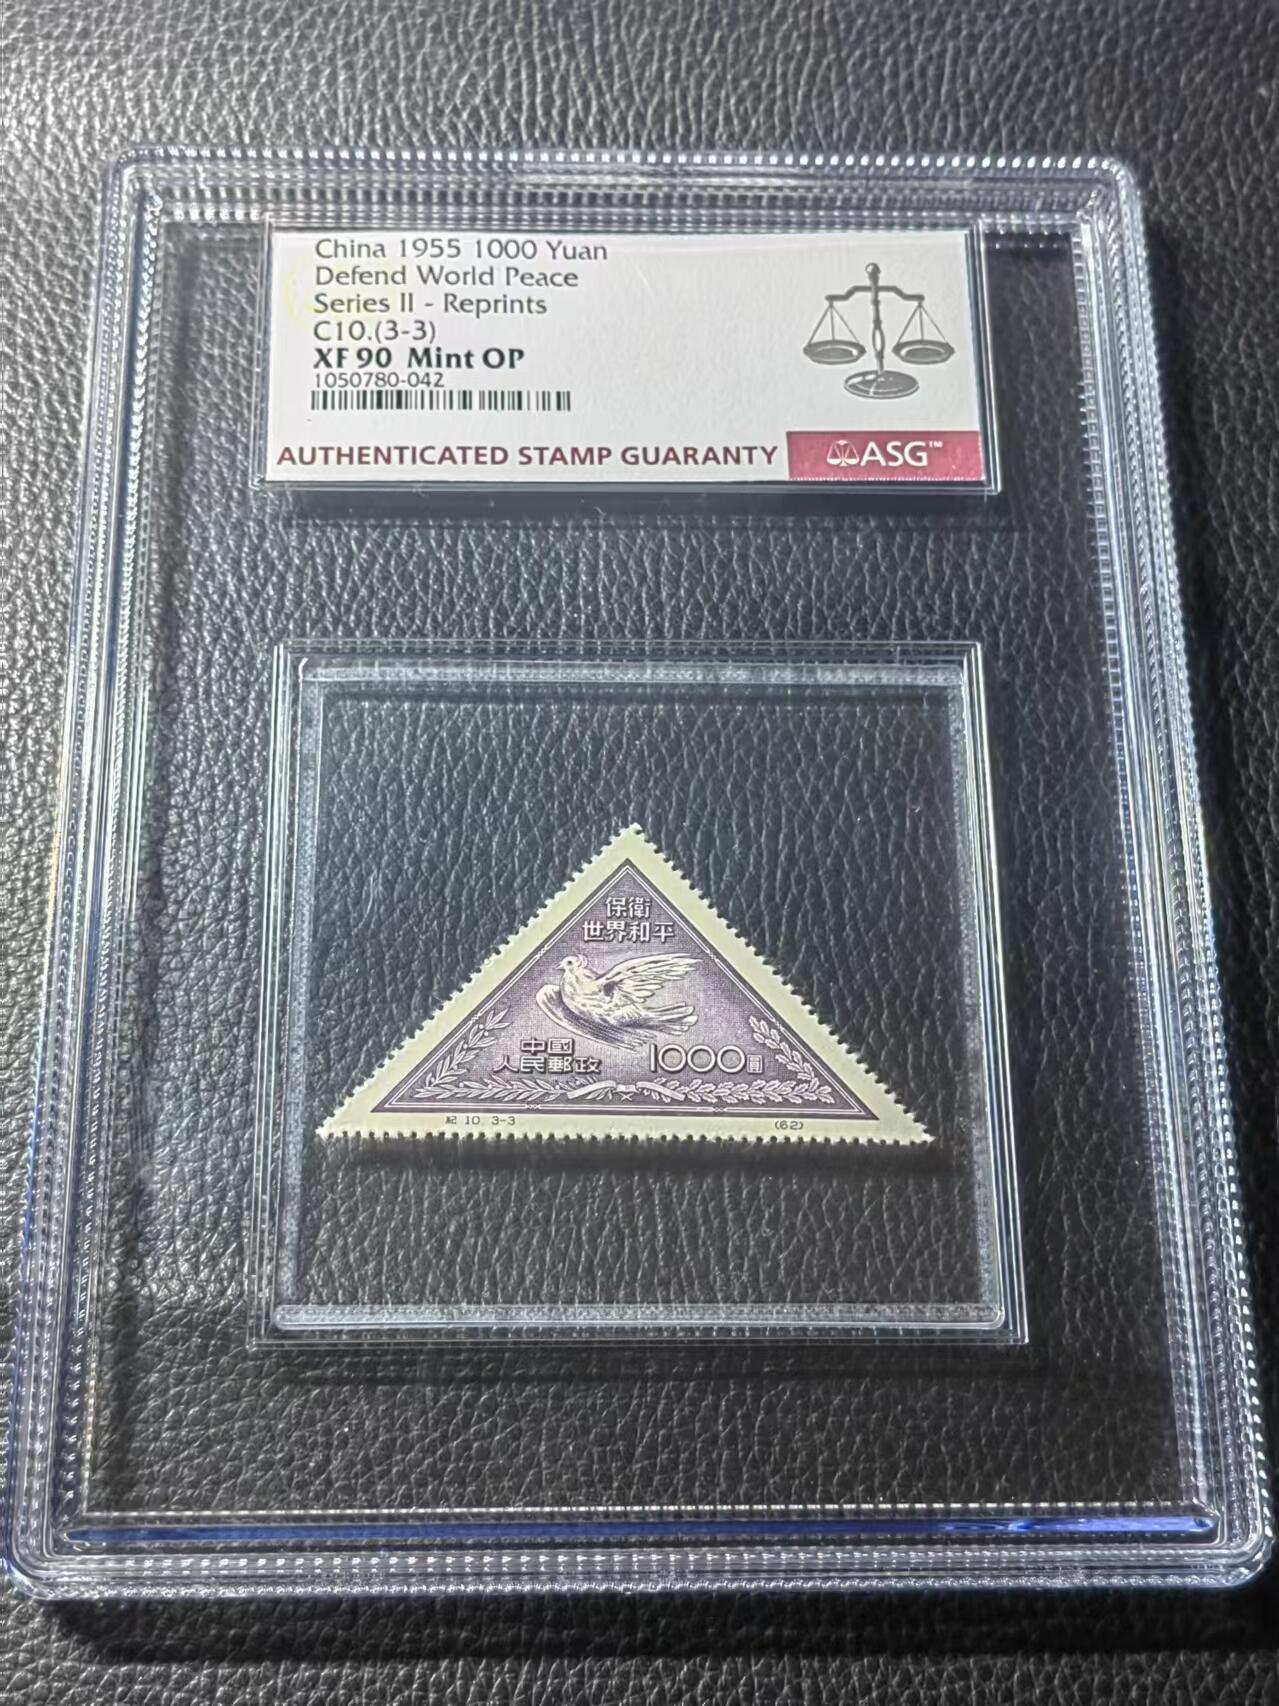 China 1955 1000 Yuan
Defend World Peace
Series II - Reprints
C10.(3-3)
XF 90 Mint OP
1050780-042
AUTHENTICATED STAMP GUARANTY
ASG™
保衛
世界和平
中國
人民郵政
1000圓
紀 10. 3-3
(62)